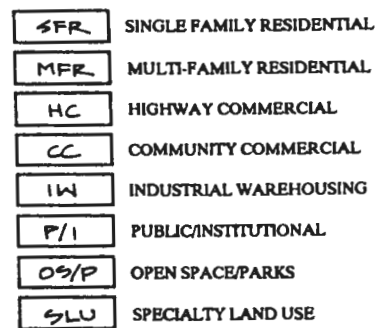 SFR SINGLE FAMILY RESIDENTIAL
MFR MULTI-FAMILY RESIDENTIAL
HC HIGHWAY COMMERCIAL
CC COMMUNITY COMMERCIAL
IW INDUSTRIAL WAREHOUSING
P/I PUBLIC/INSTITUTIONAL
OS/P OPEN SPACE/PARKS
SLU SPECIALTY LAND USE